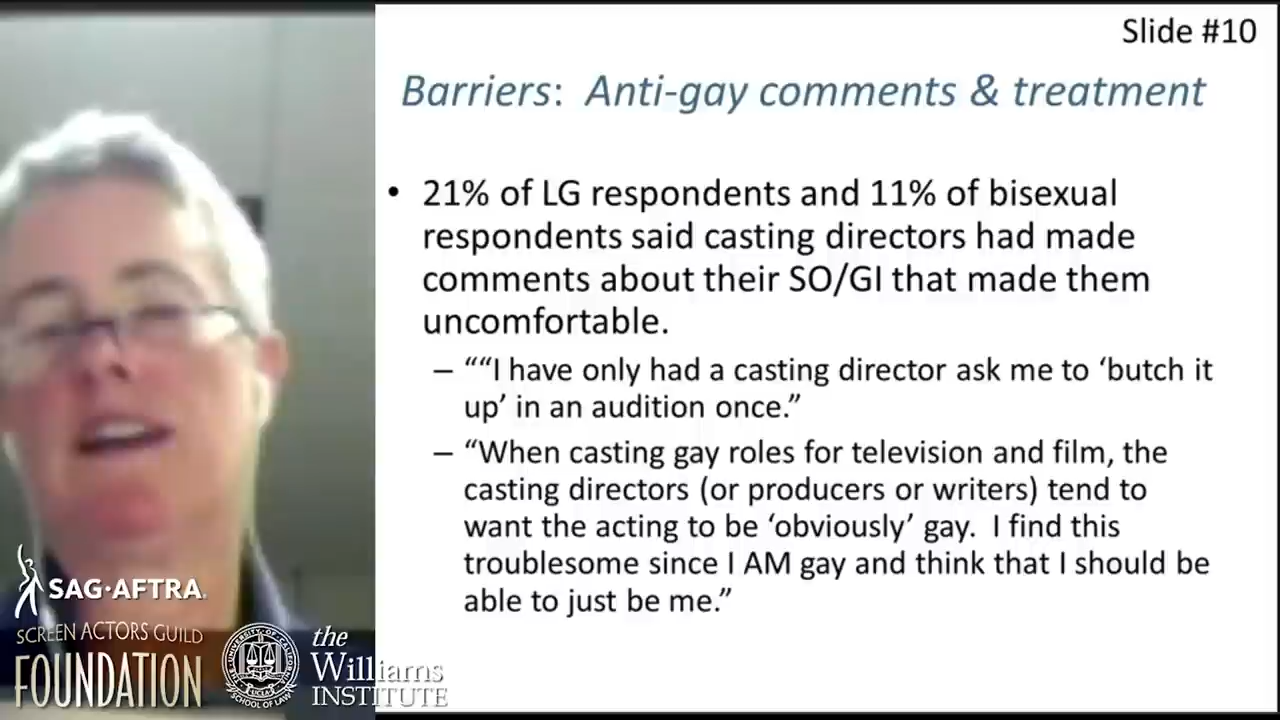 Slide #10
Barriers: Anti-gay comments & treatment
• 21% of LG respondents and 11% of bisexual
respondents said casting directors had made
comments about their SO/GI that made them
uncomfortable.
– ““I have only had a casting director ask me to ‘butch it
up’ in an audition once.”
– “When casting gay roles for television and film, the
casting directors (or producers or writers) tend to
want the acting to be ‘obviously’ gay. I find this
troublesome since I AM gay and think that I should be
able to just be me.”
SAG·AFTRA.
SCREEN ACTORS GUILD
FOUNDATION
the
Williams
INSTITUTE